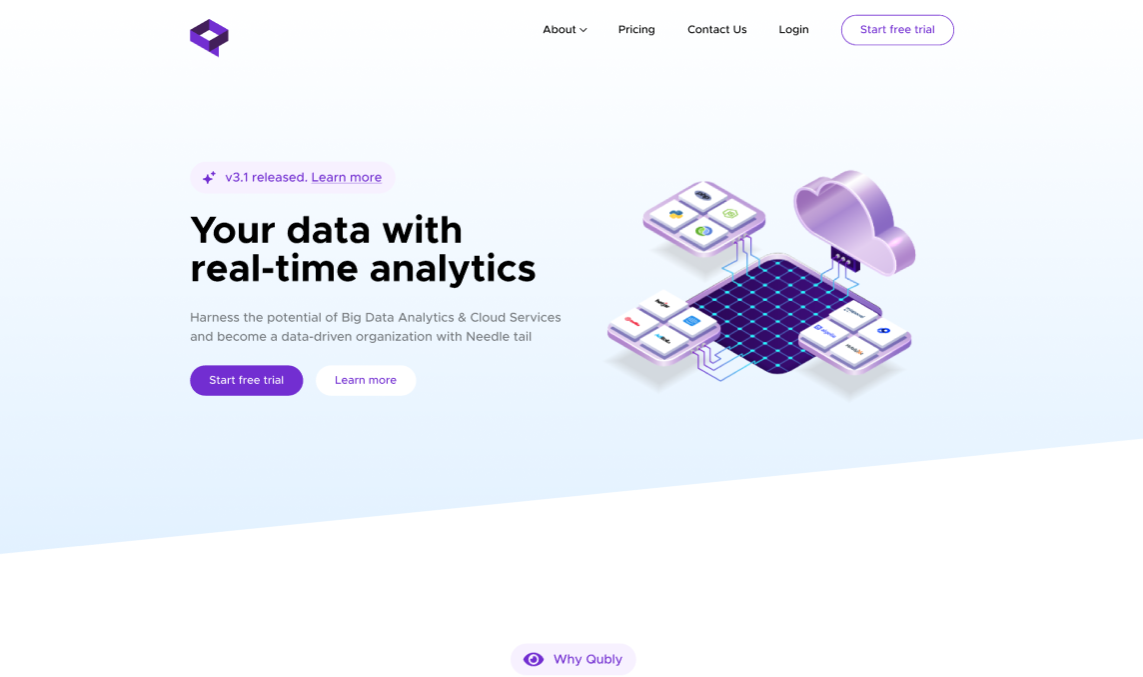 About
Pricing
Contact Us
Login
Start free trial
v3.1 released. Learn more
Your data with
real-time analytics
Harness the potential of Big Data Analytics & Cloud Services
and become a data-driven organization with Needle tail
Start free trial
Learn more
Why Qubly